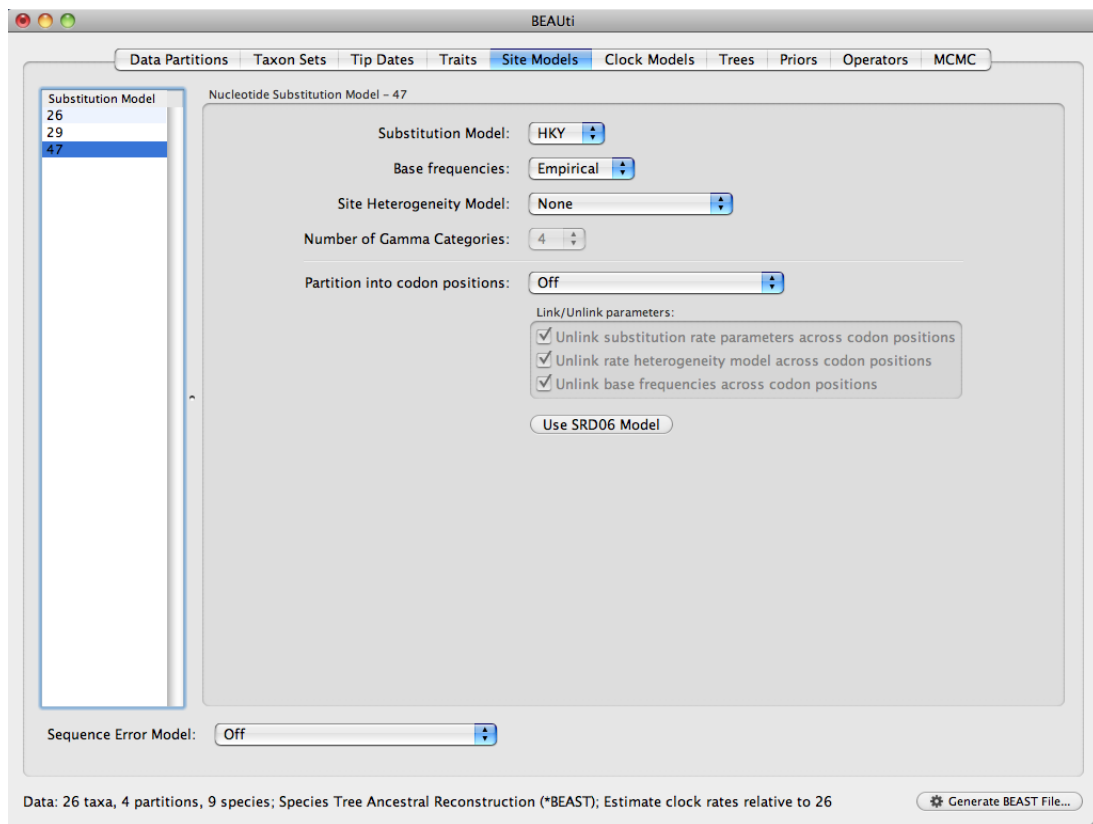 BEAUti
Data Partitions Taxon Sets Tip Dates Traits Site Models Clock Models Trees Priors Operators MCMC
Substitution Model
26
29
47
Nucleotide Substitution Model – 47
Substitution Model: HKY
Base frequencies: Empirical
Site Heterogeneity Model: None
Number of Gamma Categories: 4
Partition into codon positions: Off
Link/Unlink parameters:
Unlink substitution rate parameters across codon positions
Unlink rate heterogeneity model across codon positions
Unlink base frequencies across codon positions
Use SRD06 Model
Sequence Error Model: Off
Data: 26 taxa, 4 partitions, 9 species; Species Tree Ancestral Reconstruction (*BEAST); Estimate clock rates relative to 26
Generate BEAST File...